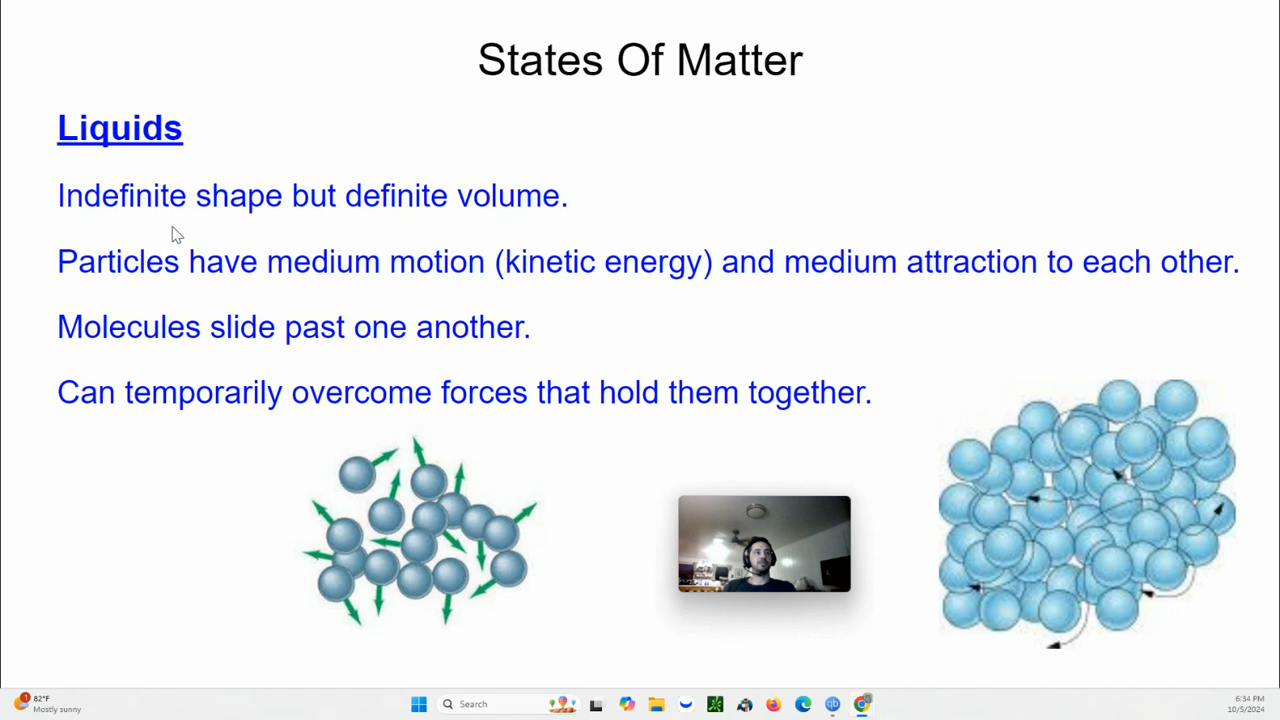 States Of Matter
Liquids
Indefinite shape but definite volume.
Particles have medium motion (kinetic energy) and medium attraction to each other.
Molecules slide past one another.
Can temporarily overcome forces that hold them together.
1
82°F
Mostly sunny
Search
qb
6:34 PM
10/5/2024